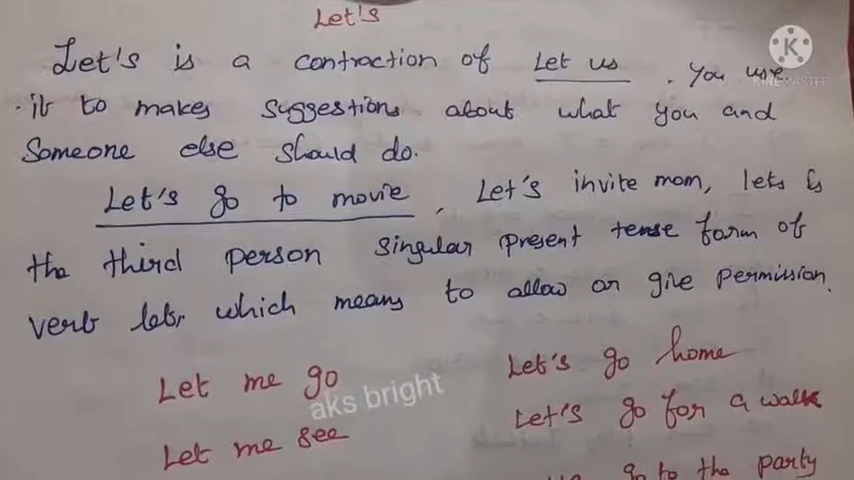 Let's
Let's is a contraction of Let us . You use
it to makes suggestions about what you and
Someone else should do.
Let's go to movie , Let's invite mom, lets is
the third person singular present tense form of
verb let, which means to allow or give permission.
Let me go
Let me see
Let's go home
Let's go for a walk
go to the party
aks bright
K
KINEMASTER